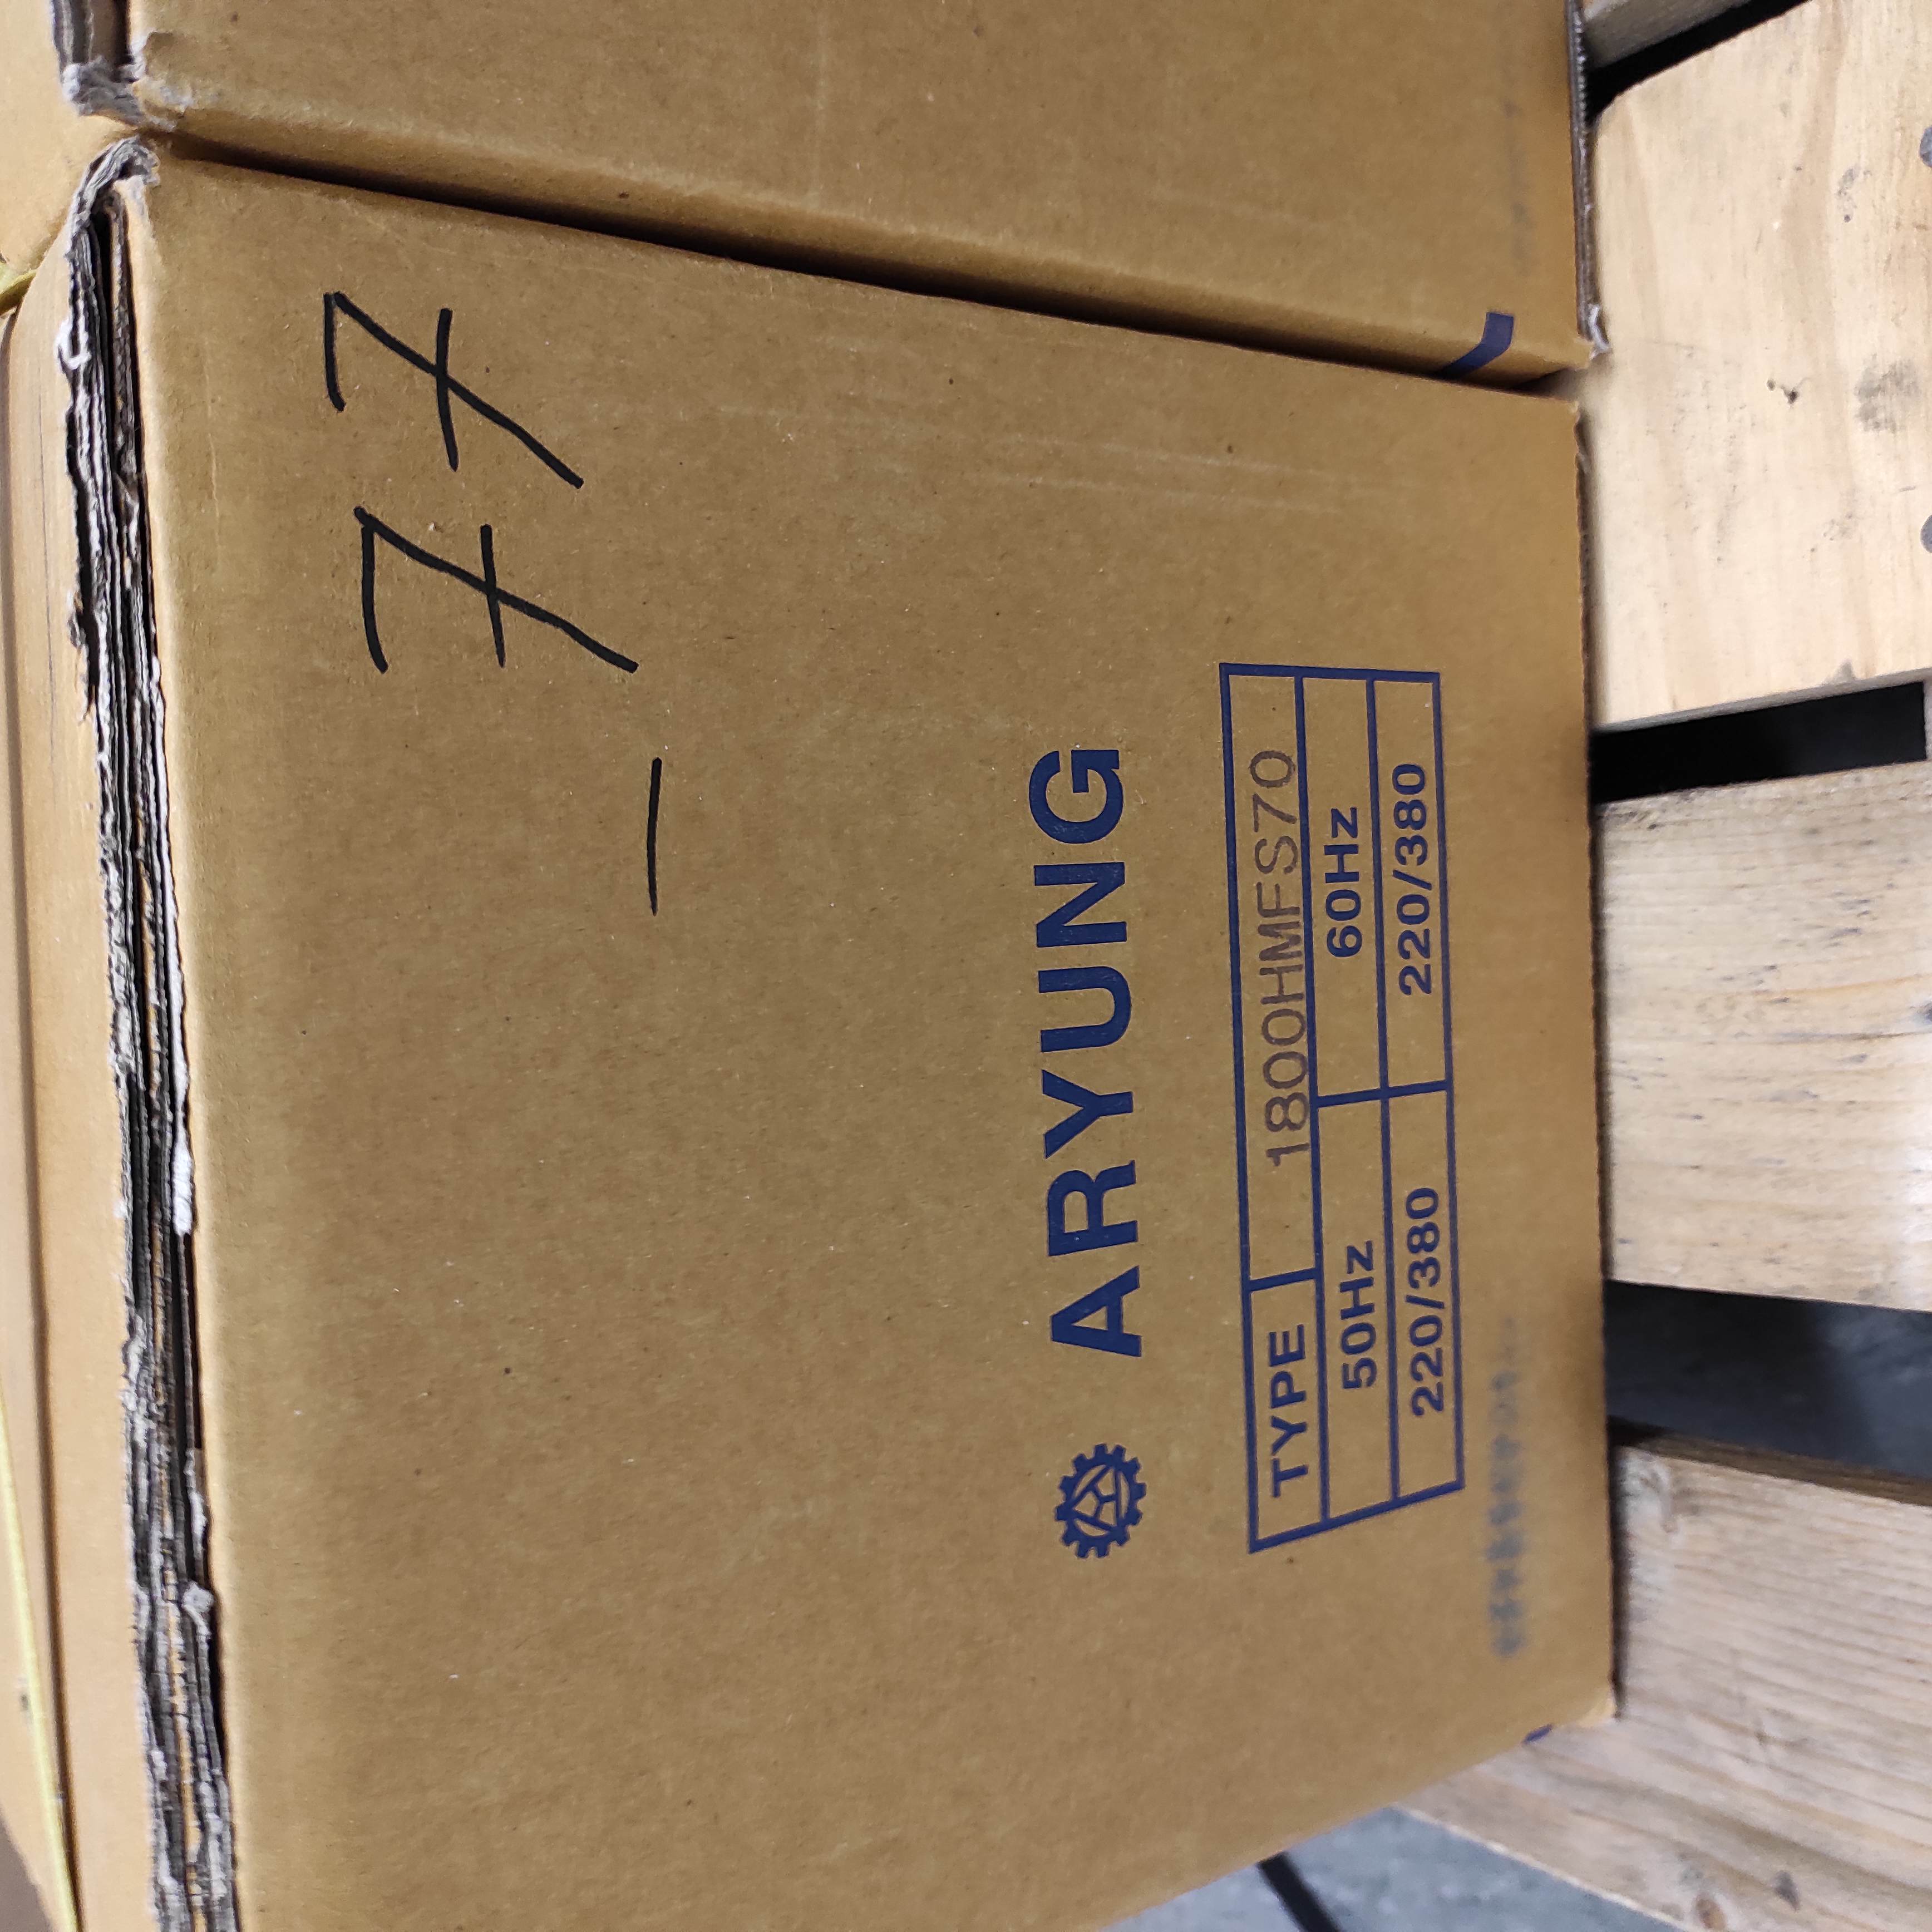 - 77
ARYUNG
TYPE 1800HMFS70
50Hz 60Hz
220/380 220/380